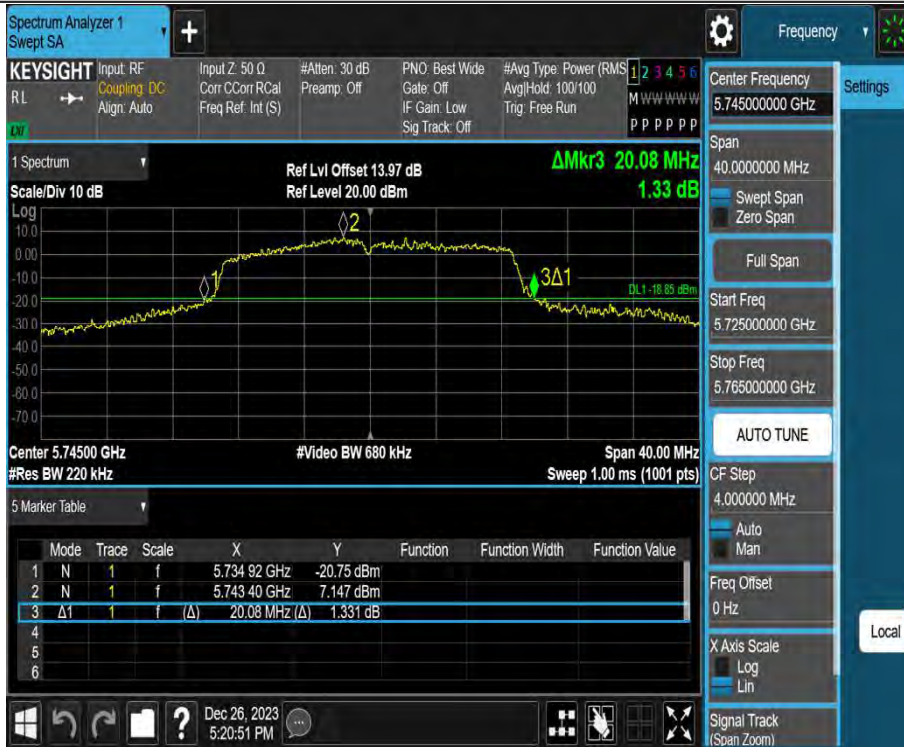 Spectrum Analyzer 1
Swept SA
+
Frequency
KEYSIGHT
RL
LXI
Input: RF
Coupling: DC
Align: Auto
Input Z: 50 Ω
Corr CCorr RCal
Freq Ref: Int (S)
#Atten: 30 dB
Preamp: Off
PNO: Best Wide
Gate: Off
IF Gain: Low
Sig Track: Off
#Avg Type: Power (RMS
Avg|Hold: 100/100
Trig: Free Run
1 2 3 4 5 6
M W W W W W
P P P P P P
1 Spectrum
Scale/Div 10 dB
Ref Lvl Offset 13.97 dB
Ref Level 20.00 dBm
ΔMkr3 20.08 MHz
1.33 dB
Log
10.0
0.00
-10.0
-20.0
-30.0
-40.0
-50.0
-60.0
-70.0
1
2
3Δ1
DL1 -18.85 dBm
Center 5.74500 GHz
#Video BW 680 kHz
Span 40.00 MHz
#Res BW 220 kHz
Sweep 1.00 ms (1001 pts)
5 Marker Table
Mode Trace Scale X Y Function Function Width Function Value
1 N 1 f 5.734 92 GHz -20.75 dBm
2 N 1 f 5.743 40 GHz 7.147 dBm
3 Δ1 1 f (Δ) 20.08 MHz (Δ) 1.331 dB
4
5
6
?
Dec 26, 2023
5:20:51 PM
Center Frequency
5.745000000 GHz
Span
40.0000000 MHz
Swept Span
Zero Span
Full Span
Start Freq
5.725000000 GHz
Stop Freq
5.765000000 GHz
AUTO TUNE
CF Step
4.000000 MHz
Auto
Man
Freq Offset
0 Hz
X Axis Scale
Log
Lin
Signal Track
(Span Zoom)
Settings
Local